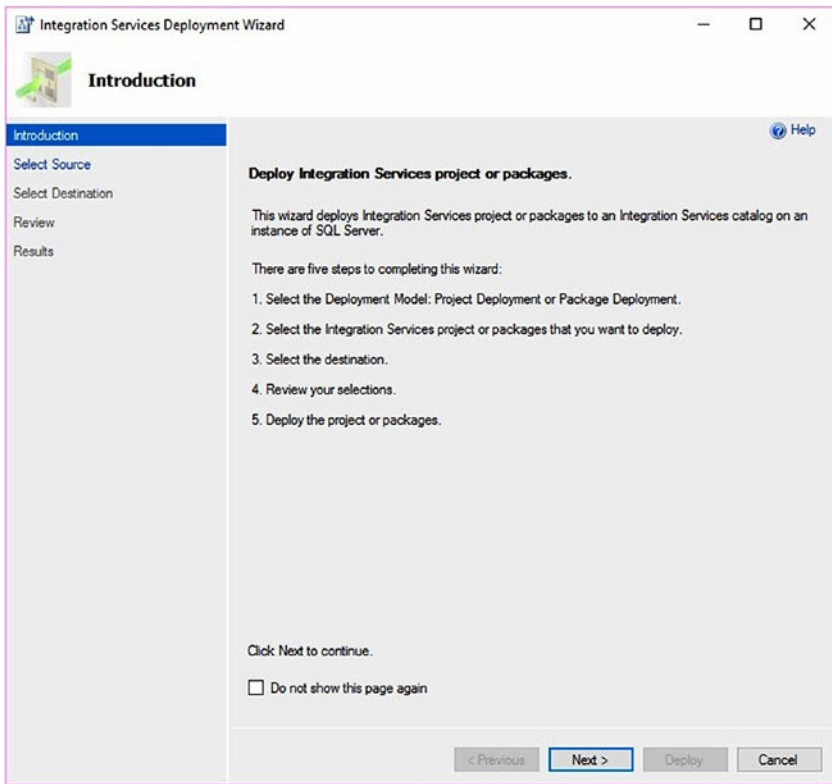 Integration Services Deployment Wizard
Introduction
Help
Introduction
Select Source
Select Destination
Review
Results
Deploy Integration Services project or packages.
This wizard deploys Integration Services project or packages to an Integration Services catalog on an
instance of SQL Server.
There are five steps to completing this wizard:
1. Select the Deployment Model: Project Deployment or Package Deployment.
2. Select the Integration Services project or packages that you want to deploy.
3. Select the destination.
4. Review your selections.
5. Deploy the project or packages.
Click Next to continue.
Do not show this page again
< Previous
Next >
Deploy
Cancel